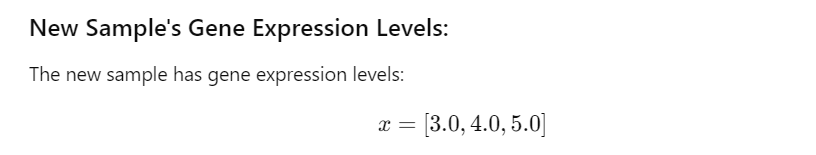 New Sample's Gene Expression Levels:
The new sample has gene expression levels:
x = [3.0, 4.0, 5.0]